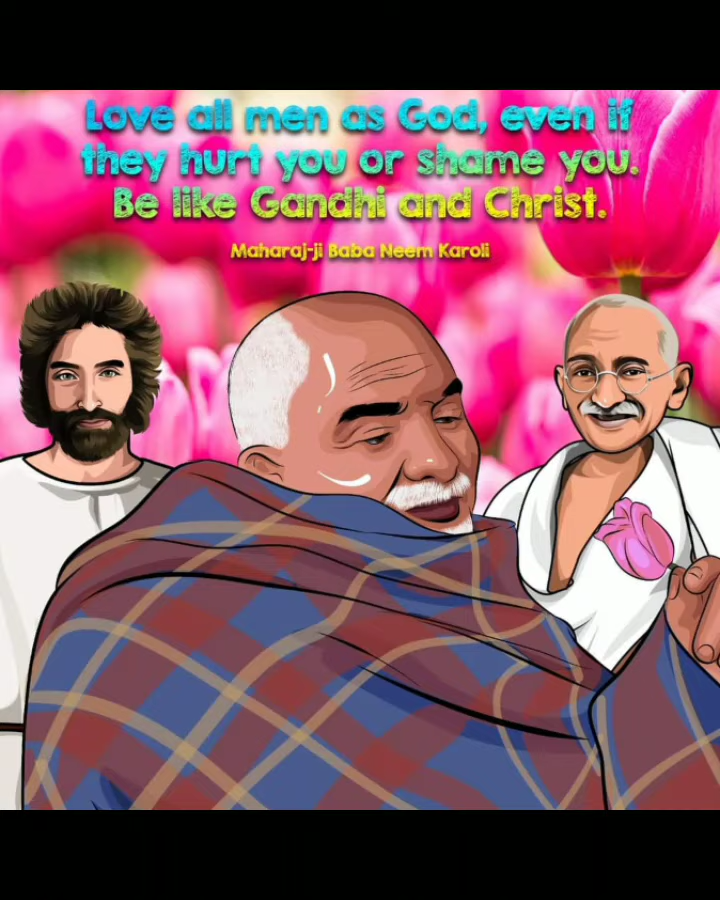 Love all men as God, even if
they hurt you or shame you.
Be like Gandhi and Christ.
Maharaj-ji Baba Neem Karoli